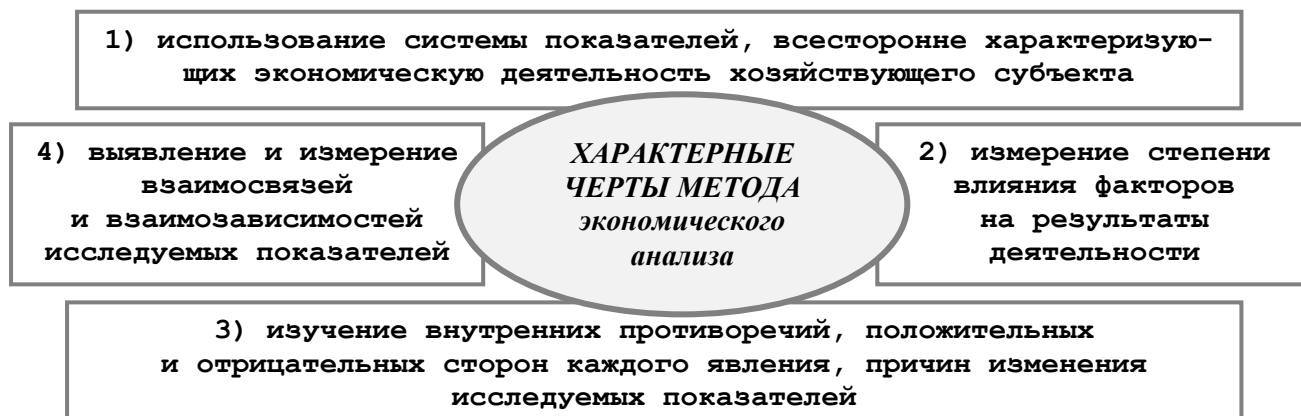 1) использование системы показателей, всесторонне характеризую-
щих экономическую деятельность хозяйствующего субъекта
ХАРАКТЕРНЫЕ
ЧЕРТЫ МЕТОДА
экономического
анализа
2) измерение степени
влияния факторов
на результаты
деятельности
3) изучение внутренних противоречий, положительных
и отрицательных сторон каждого явления, причин изменения
исследуемых показателей
4) выявление и измерение
взаимосвязей
и взаимозависимостей
исследуемых показателей